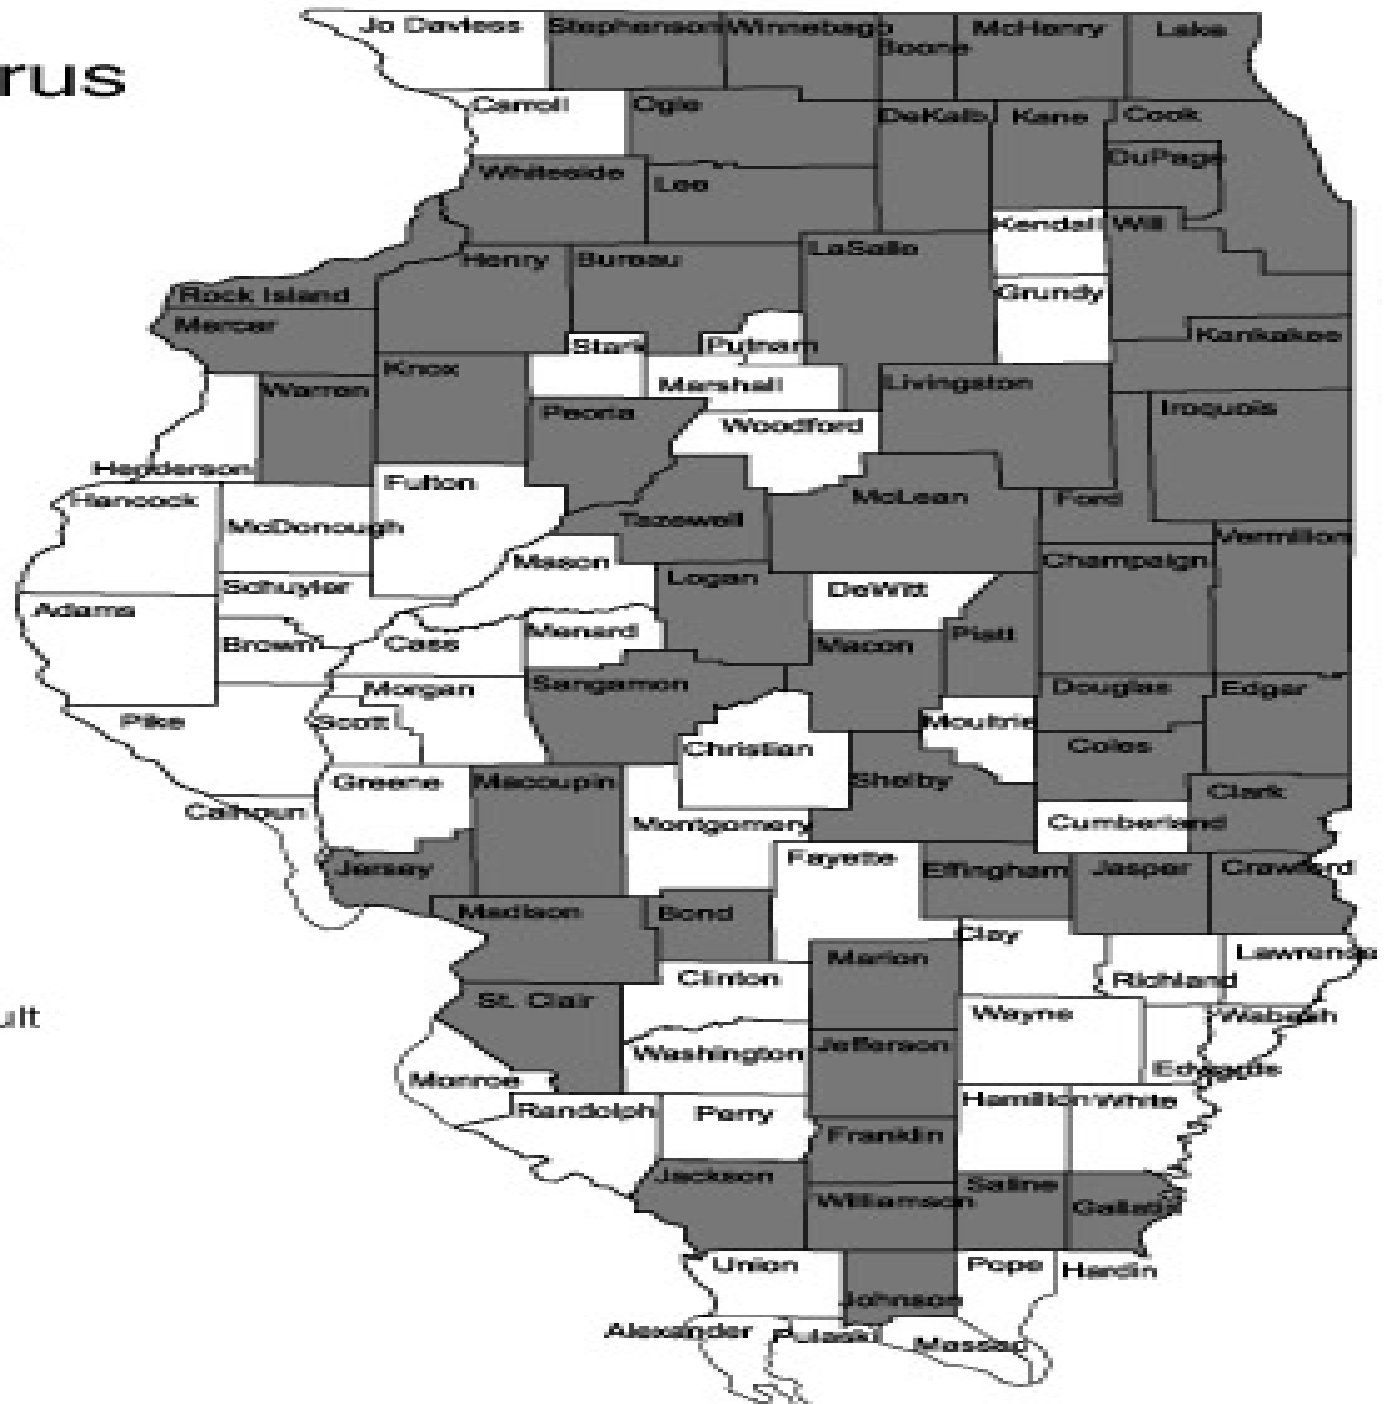 Jo Daviess Stephenson Winnebago Boone McHenry Lake
rus
Carroll Ogle DeKalb Kane Cook
DuPage
Whiteside Lee
Kendall Will
Henry Bureau LaSalle
Rock Island Grundy
Mercer Stark Putnam Kankakee
Knox Marshall Livingston
Warren Peoria Woodford Iroquois
Henderson Fulton
Hancock McLean Ford
McDonough Tazewell Vermilion
Mason Champaign
Schuyler Logan DeWitt
Adams Menard Piatt
Brown Cass Macon
Morgan Sangamon Douglas Edgar
Pike Scott Moultrie
Christian Coles
Greene Macoupin Shelby Clark
Calhoun Montgomery Cumberland
Jersey Fayette Effingham Jasper Crawford
Madison Bond
Clay Lawrence
Clinton Marion Richland
St. Clair
ult Wayne Wabash
Washington Jefferson
Monroe Edwards
Randolph Perry Hamilton White
Franklin
Jackson Saline
Williamson Gallatin
Union Pope Hardin
Johnson
Alexander Pulaski Massac